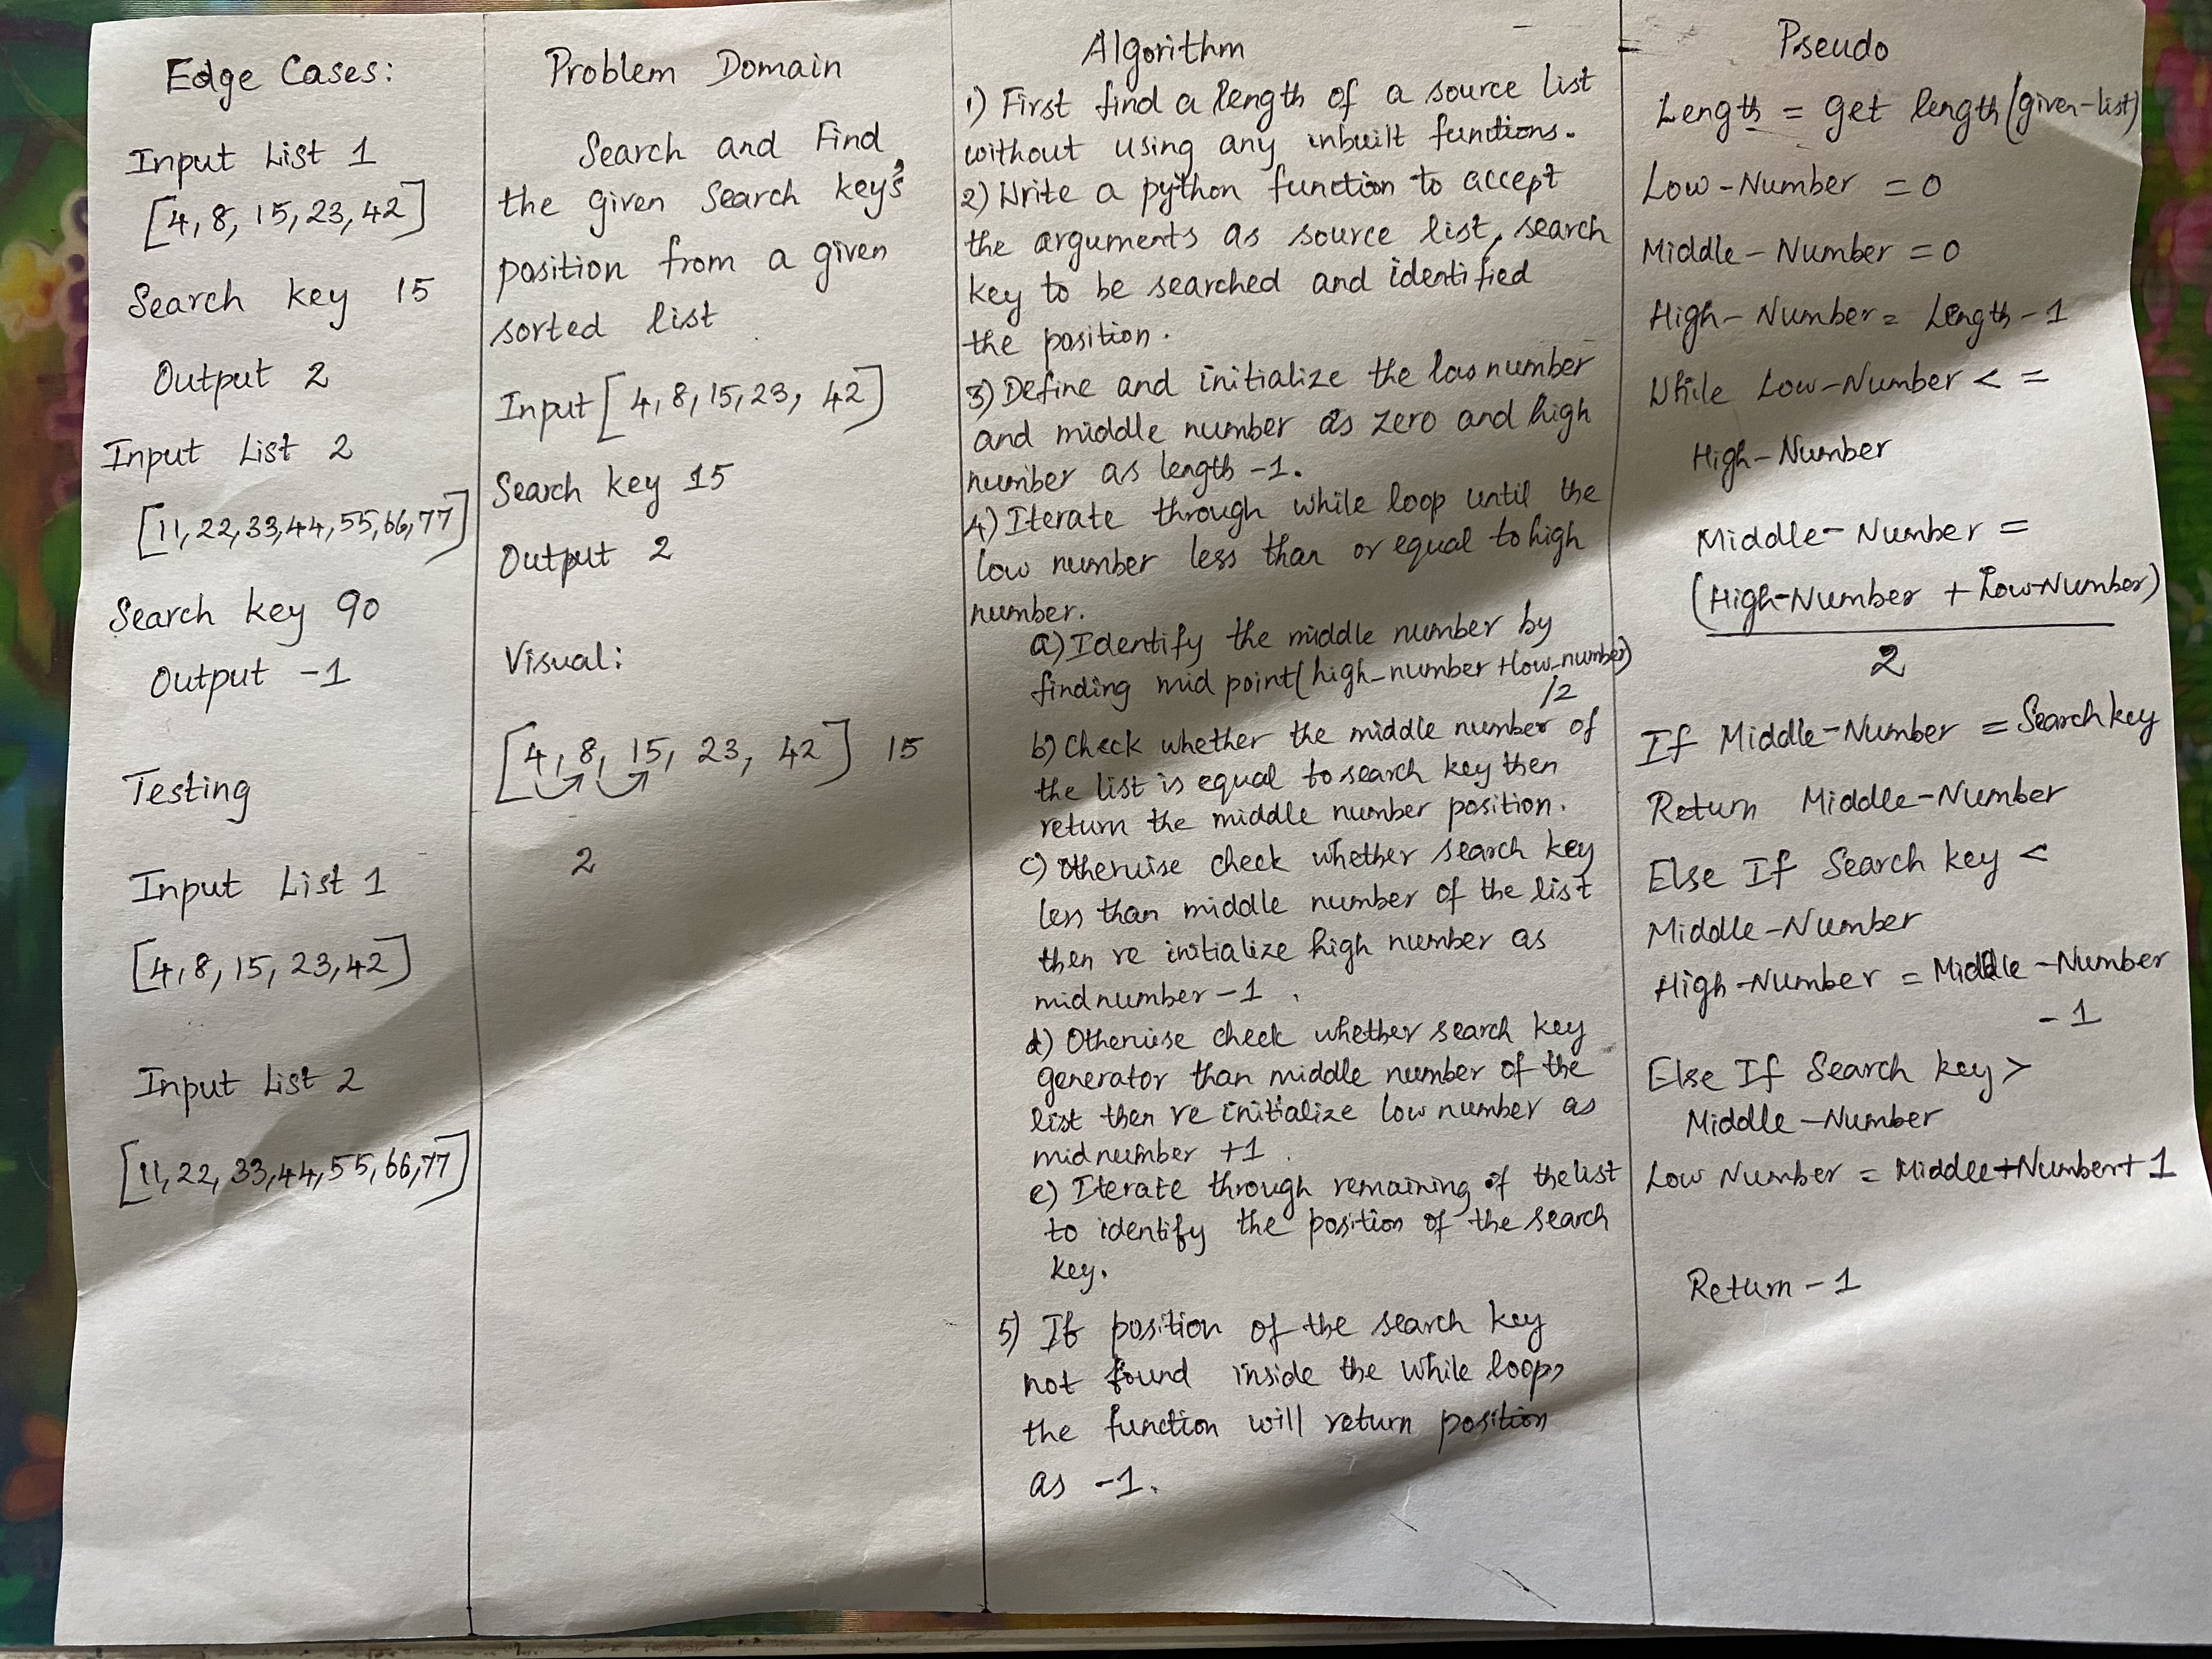 Edge Cases:
Input List 1
[4,8,15,23,42]
Search key 15
Output 2
Input List 2
[11,22,33,44,55,66,77]
Search key 90
Output -1
Testing
Input List 1
[4,8,15,23,42]
Input List 2
[11,22,33,44,55,66,77]
Problem Domain
Search and Find
the given Search key's
position from a given
sorted list
Input [4,8,15,23,42]
Search key 15
Output 2
Visual:
[4,8,15,23,42] 15
2
Algorithm
1) First find a length of a source list
without using any inbuilt funtions.
2) Write a python function to accept
the arguments as source list, search
key to be searched and identified
the position.
3) Define and initialize the low number
and middle number as zero and high
number as length -1.
4) Iterate through while loop until the
low number less than or equal to high
number.
a) Identify the middle number by
finding mid point (high_number + low_number)
/2
b) Check whether the middle number of
the list is equal to search key then
return the middle number position.
c) Otherwise check whether search key
less than middle number of the list
then re initialize high number as
mid number -1.
d) Otherwise check whether search key
generator than middle number of the
list then re initialize low number as
mid number +1.
e) Iterate through remaining of the list
to identify the position of the search
key.
5) If position of the search key
not found inside the while loop,
the function will return position
as -1.
Pseudo
Length = get length(given-list)
Low-Number = 0
Middle-Number = 0
High-Number = Length -1
While Low-Number < =
High-Number
Middle-Number =
(High-Number + Low-Number)
2
If Middle-Number = Search key
Return Middle-Number
Else If Search key <
Middle-Number
High-Number = Middle-Number
-1
Else If Search key >
Middle-Number
Low Number = Middle+Number+1
Return -1